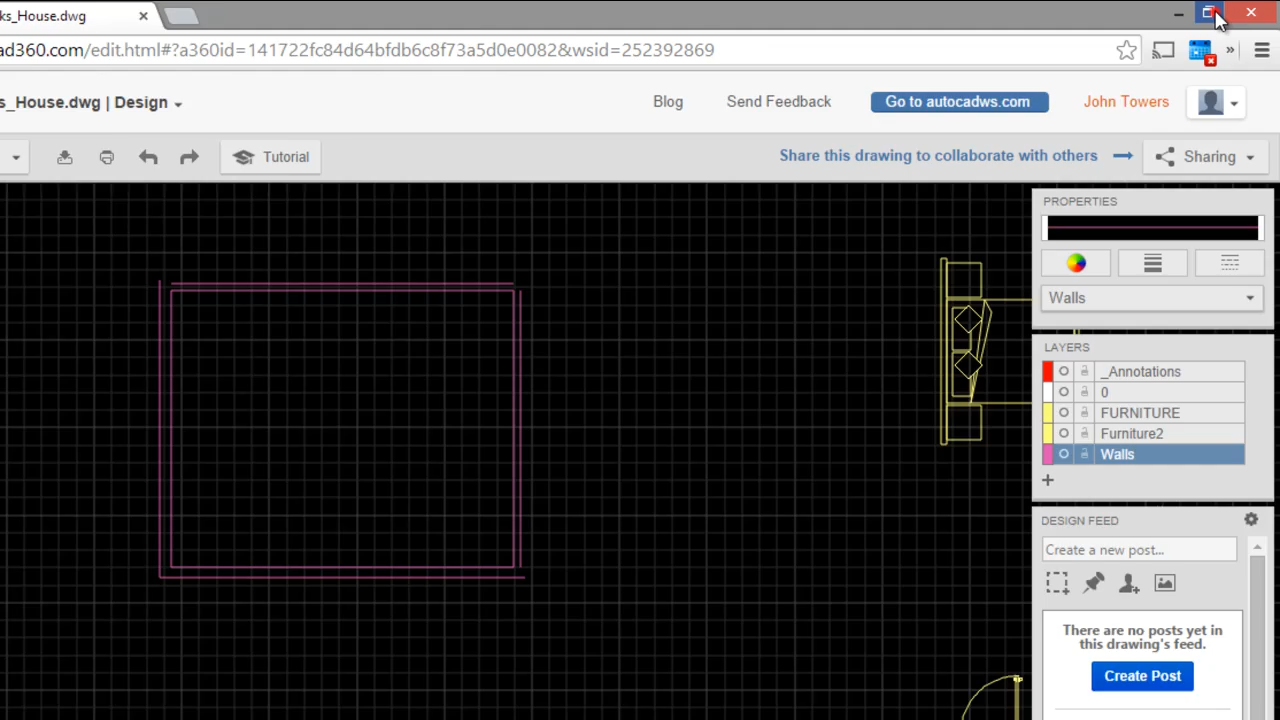 ks_House.dwg
ad360.com/edit.html#?a360id=141722fc84d64bfdb6c8f73a5d0e0082&wsid=252392869
s_House.dwg | Design
Blog
Send Feedback
Go to autocadws.com
John Towers
Tutorial
Share this drawing to collaborate with others
Sharing
PROPERTIES
Walls
LAYERS
_Annotations
0
FURNITURE
Furniture2
Walls
DESIGN FEED
Create a new post...
There are no posts yet in
this drawing's feed.
Create Post